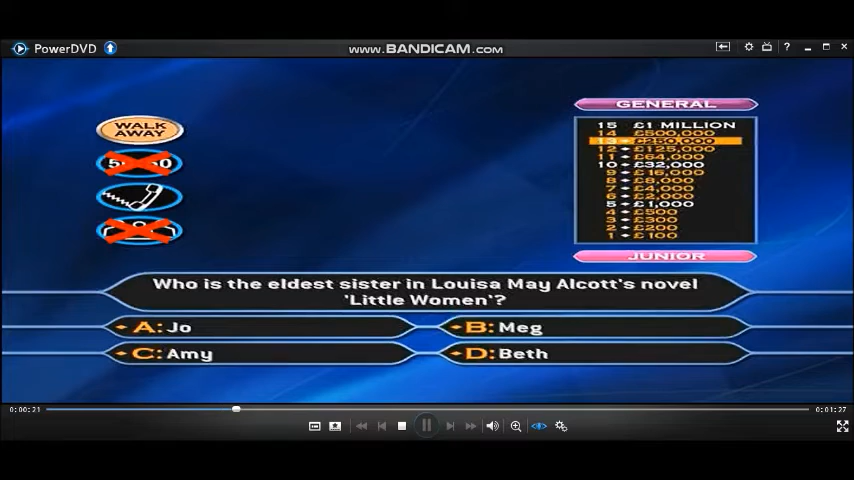 PowerDVD
www.BANDICAM.com
WALK
AWAY
GENERAL
15 £1 MILLION
14 £500,000
13 £250,000
12 £125,000
11 £64,000
10 £32,000
9 £16,000
8 £8,000
7 £4,000
6 £2,000
5 £1,000
4 £500
3 £300
2 £200
1 £100
JUNIOR
Who is the eldest sister in Louisa May Alcott's novel
'Little Women'?
A: Jo
B: Meg
C: Amy
D: Beth
0:00:21
0:01:27